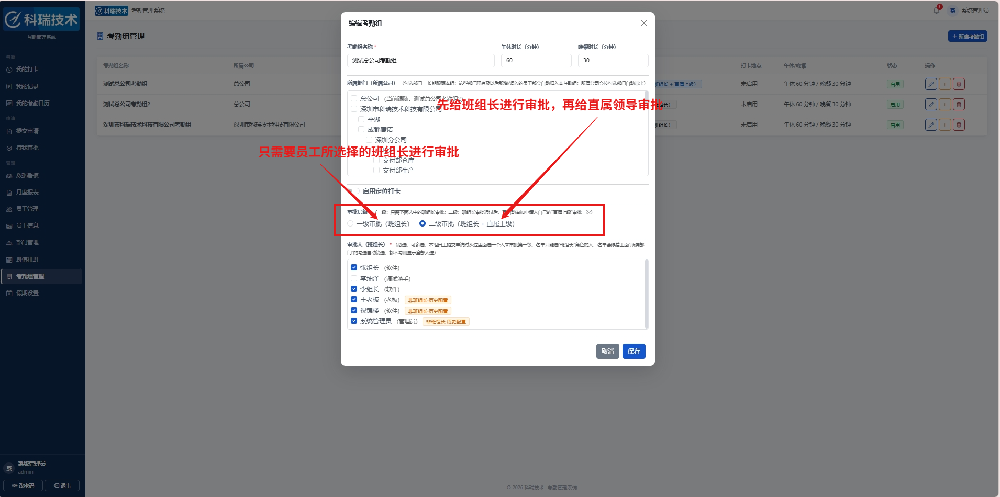 科瑞技术
考勤管理系统
考勤
我的打卡
我的记录
我的考勤日历
申请
提交申请
待我审批
管理
数据看板
月度报表
员工管理
员工信息
部门管理
班值排班
考勤组管理
假期设置
系
系统管理员
admin
改密码
退出
科瑞技术 考勤管理系统
3
系 系统管理员
考勤组管理
+ 新建考勤组
考勤组名称 所属公司 打卡地点 午休/晚餐 状态 操作
测试总公司考勤组 总公司 班组长 + 直属上级） 未启用 午休 60 分钟 / 晚餐 30 分钟 启用
测试总公司考勤组2 总公司 班组长） 未启用 午休 60 分钟 / 晚餐 30 分钟 启用
深圳市科瑞技术科技有限公司考勤组 深圳市科瑞技术科技有限公司 班组长） 未启用 午休 60 分钟 / 晚餐 30 分钟 启用
编辑考勤组
考勤组名称 * 午休时长（分钟） 晚餐时长（分钟）
测试总公司考勤组 60 30
所属部门（所属公司）（勾选部门 = 长期跟随本组：这些部门现有及以后新增/调入的员工都会自动归入本考勤组；所属公司会按勾选部门自动带出）
总公司 （当前跟随：测试总公司考勤组2）
先给班组长进行审批，再给直属领导审批
深圳市科瑞技术科技有限公司
平湖
成都鹰诺
深圳分公司
只需要员工所选择的班组长进行审批
交付部仓库
交付部生产
启用定位打卡
审批层级 （一级：只需下面选中的班组长审批；二级：班组长审批通过后，再自动追加申请人自己的"直属上级"审批一次）
一级审批（班组长） 二级审批（班组长 + 直属上级）
审批人（班组长） * （必选，可多选；本组员工提交申请时从这里面选一个人来审批第一级；名单只能选"班组长"角色的人；名单会跟着上面"所属部
门"的勾选自动筛选，都不勾则显示全部人选）
张组长 （软件）
李坤泽 （调试熟手）
李组长 （软件）
王老板 （老板） 非班组长·历史配置
祝锦楼 （软件） 非班组长·历史配置
系统管理员 （管理员） 非班组长·历史配置
取消 保存
© 2026 科瑞技术 · 考勤管理系统